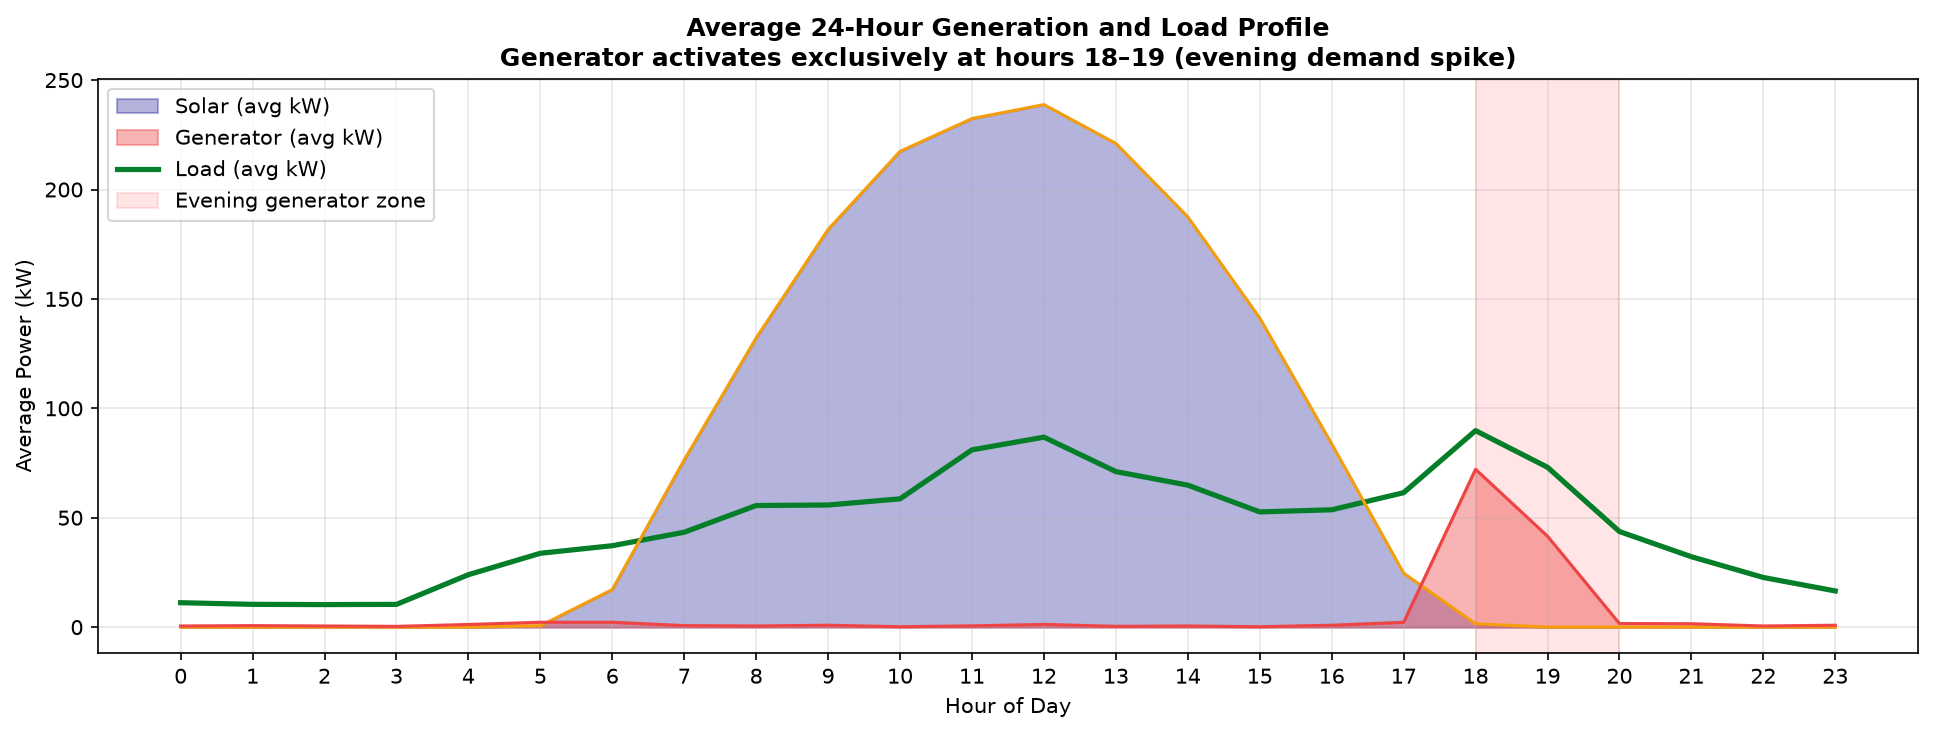 Average 24-Hour Generation and Load Profile
Generator activates exclusively at hours 18–19 (evening demand spike)
Solar (avg kW)
Generator (avg kW)
Load (avg kW)
Evening generator zone
Average Power (kW)
250
200
150
100
50
0
0 1 2 3 4 5 6 7 8 9 10 11 12 13 14 15 16 17 18 19 20 21 22 23
Hour of Day